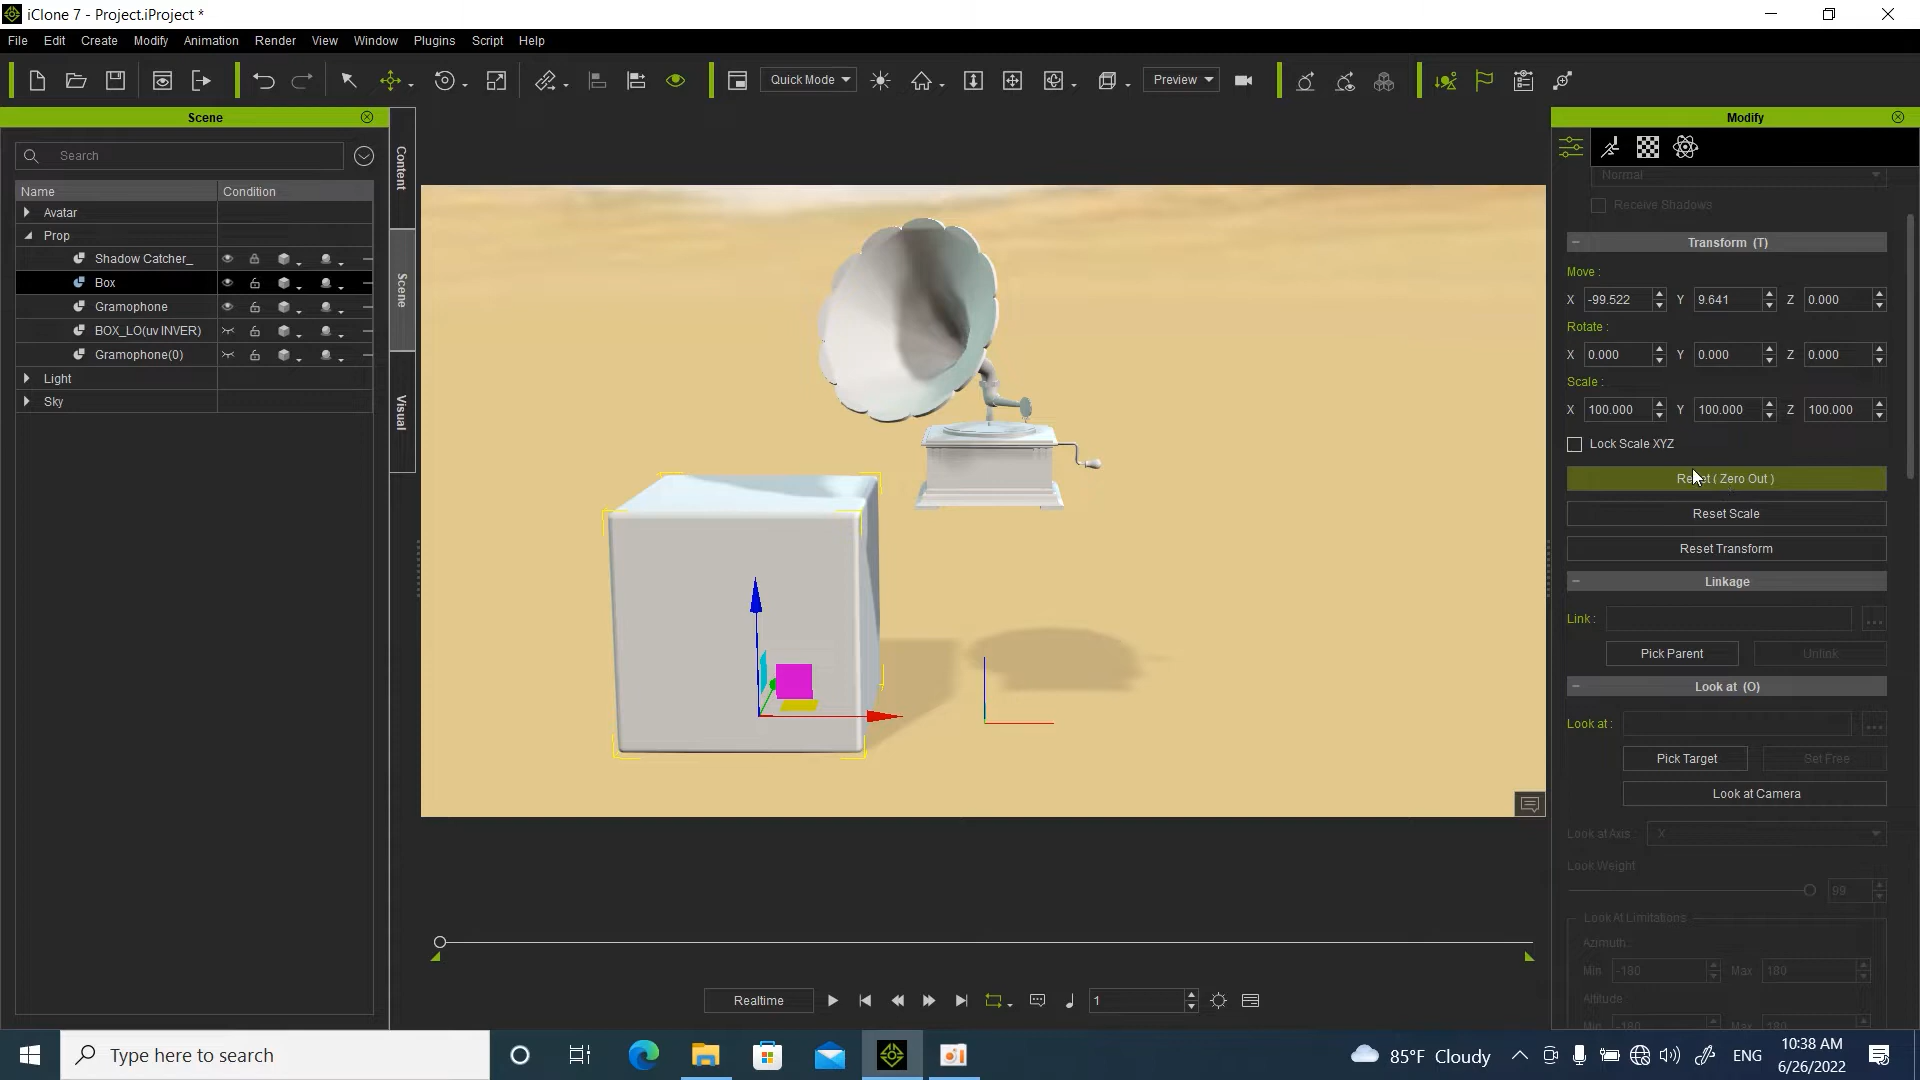 iClone 7 - Project.iProject *
File Edit Create Modify Animation Render View Window Plugins Script Help
Quick Mode Preview
Scene Modify
Search
Name Condition
Avatar
Prop
Shadow Catcher_
Box
Gramophone
BOX_LO(uv INVER)
Gramophone(0)
Light
Sky
Content
Scene
Visual
Normal
Receive Shadows
Transform (T)
Move :
X -99.522 Y 9.641 Z 0.000
Rotate :
X 0.000 Y 0.000 Z 0.000
Scale :
X 100.000 Y 100.000 Z 100.000
Lock Scale XYZ
Reset ( Zero Out )
Reset Scale
Reset Transform
Linkage
Link :
Pick Parent Unlink
Look at (O)
Look at :
Pick Target Set Free
Look at Camera
Look at Axis : X
Look Weight
99
Look At Limitations
Azimuth :
Min -180 Max 180
Altitude :
Min -180 Max 180
Realtime 1
Type here to search
85°F Cloudy ENG 10:38 AM
6/26/2022